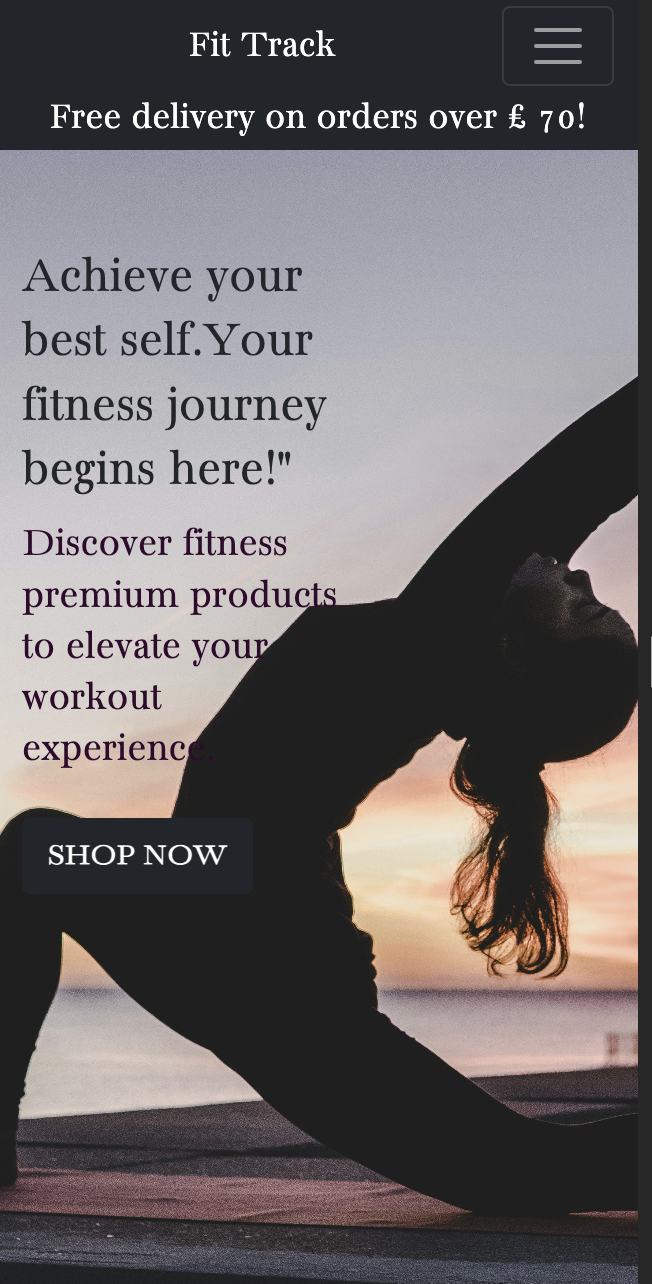 Fit Track
Free delivery on orders over £ 70!
Achieve your
best self.Your
fitness journey
begins here!"
Discover fitness
premium products
to elevate your
workout
experience.
SHOP NOW